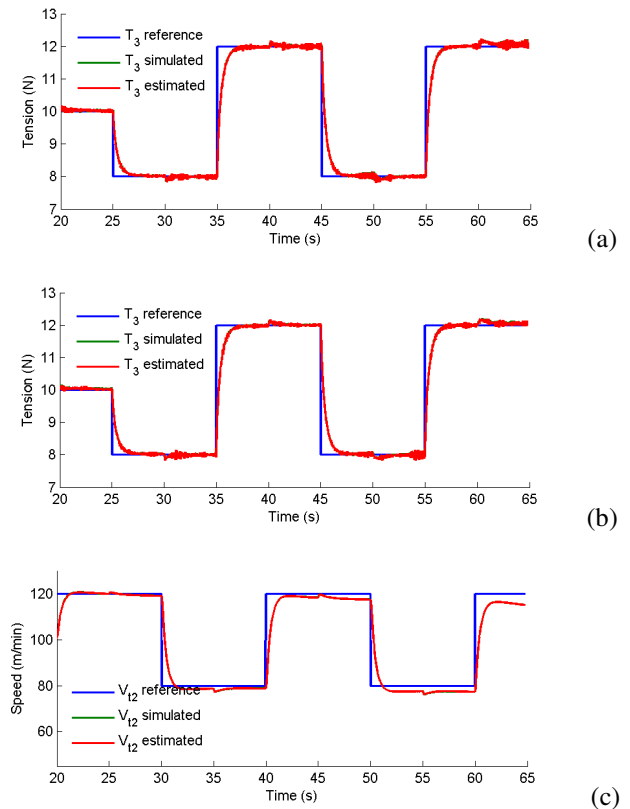 13
12
11
10
9
8
7
Tension (N)
T3 reference
T3 simulated
T3 estimated
20 25 30 35 40 45 50 55 60 65
Time (s)
(a)
13
12
11
10
9
8
7
Tension (N)
T3 reference
T3 simulated
T3 estimated
20 25 30 35 40 45 50 55 60 65
Time (s)
(b)
120
100
80
60
Speed (m/min)
Vt2 reference
Vt2 simulated
Vt2 estimated
20 25 30 35 40 45 50 55 60 65
Time (s)
(c)